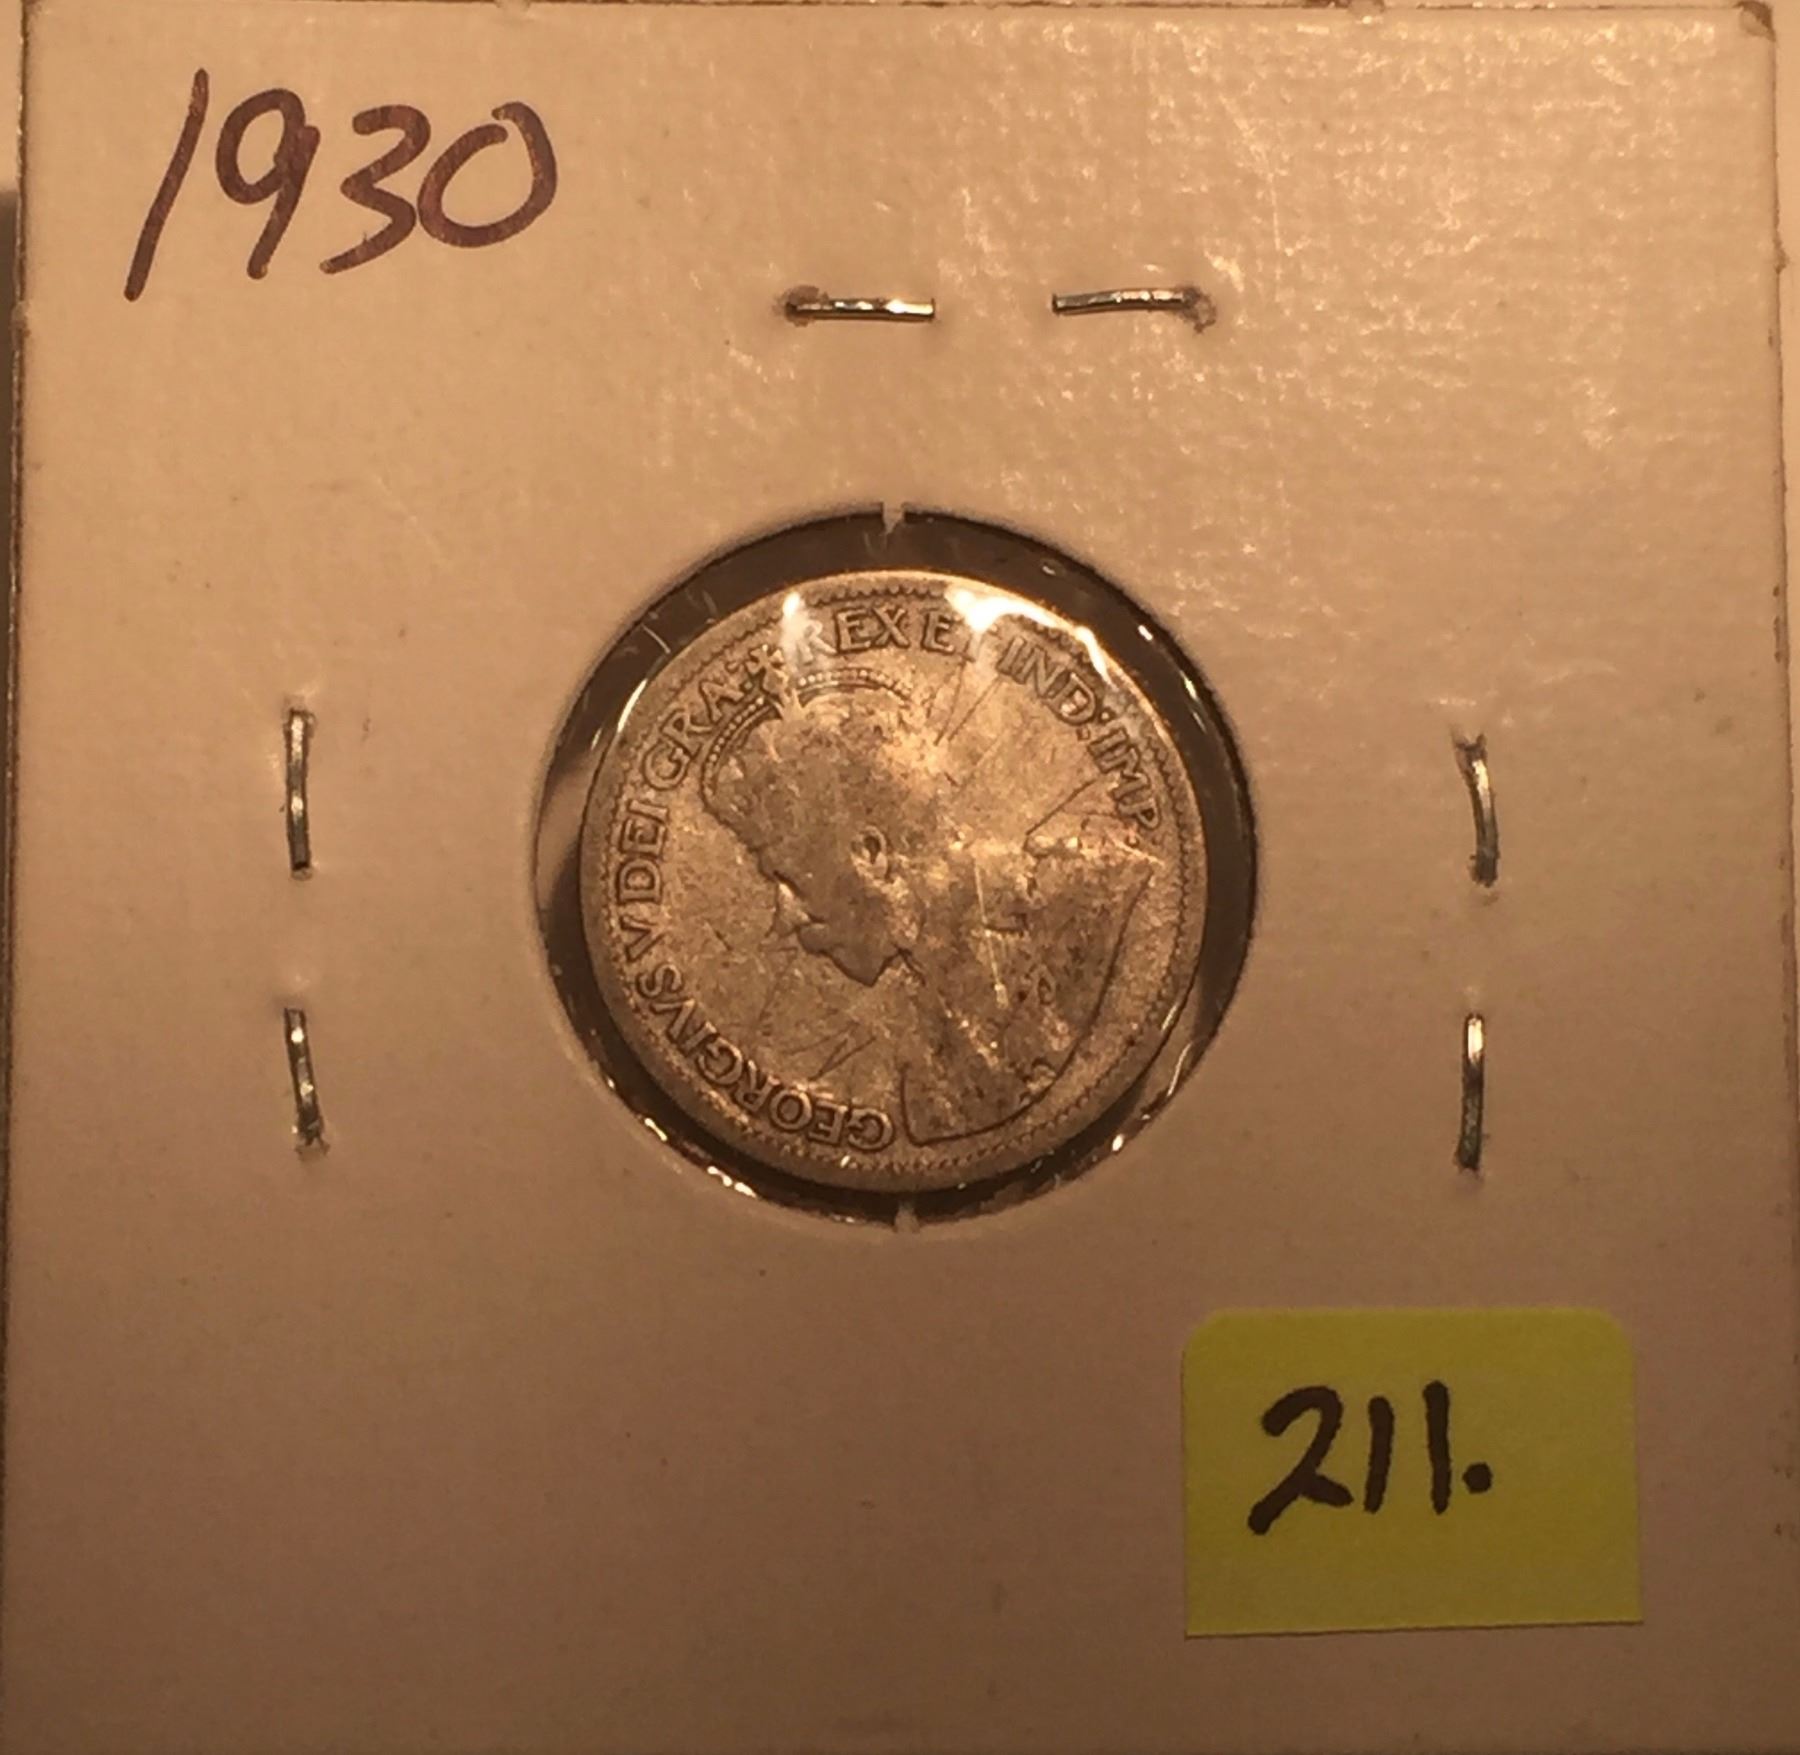 1930
GEORGIVS V DEI GRA: REX ET IND: IMP.
211.